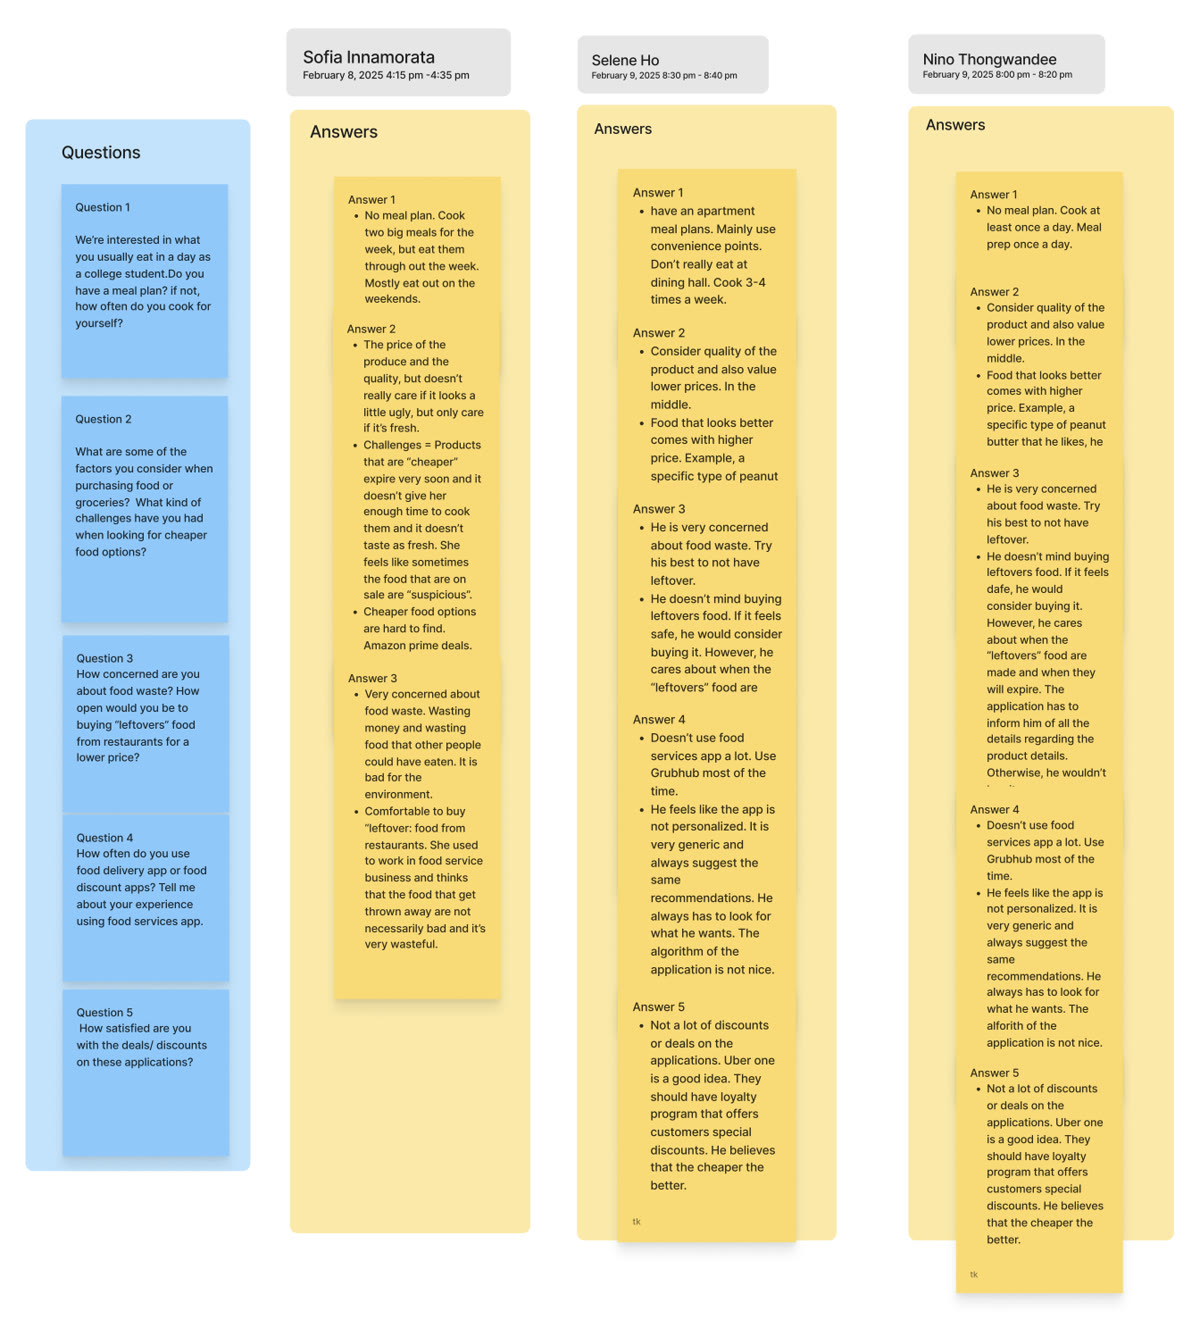 Questions
Question 1
We're interested in what
you usually eat in a day as
a college student.Do you
have a meal plan? if not,
how often do you cook for
yourself?
Question 2
What are some of the
factors you consider when
purchasing food or
groceries?  What kind of
challenges have you had
when looking for cheaper
food options?
Question 3
How concerned are you
about food waste? How
open would you be to
buying "leftovers" food
from restaurants for a
lower price?
Question 4
How often do you use
food delivery app or food
discount apps? Tell me
about your experience
using food services app.
Question 5
How satisfied are you
with the deals/ discounts
on these applications?
Sofia Innamorata
February 8, 2025 4:15 pm -4:35 pm
Answers
Answer 1
• No meal plan. Cook
two big meals for the
week, but eat them
through out the week.
Mostly eat out on the
weekends.
Answer 2
• The price of the
produce and the
quality, but doesn't
really care if it looks a
little ugly, but only care
if it's fresh.
• Challenges = Products
that are "cheaper"
expire very soon and it
doesn't give her
enough time to cook
them and it doesn't
taste as fresh. She
feels like sometimes
the food that are on
sale are "suspicious".
• Cheaper food options
are hard to find.
Amazon prime deals.
Answer 3
• Very concerned about
food waste. Wasting
money and wasting
food that other people
could have eaten. It is
bad for the
environment.
• Comfortable to buy
"leftover: food from
restaurants. She used
to work in food service
business and thinks
that the food that get
thrown away are not
necessarily bad and it's
very wasteful.
Selene Ho
February 9, 2025 8:30 pm - 8:40 pm
Answers
Answer 1
• have an apartment
meal plans. Mainly use
convenience points.
Don't really eat at
dining hall. Cook 3-4
times a week.
Answer 2
• Consider quality of the
product and also value
lower prices. In the
middle.
• Food that looks better
comes with higher
price. Example, a
specific type of peanut
Answer 3
• He is very concerned
about food waste. Try
his best to not have
leftover.
• He doesn't mind buying
leftovers food. If it feels
safe, he would consider
buying it. However, he
cares about when the
"leftovers" food are
Answer 4
• Doesn't use food
services app a lot. Use
Grubhub most of the
time.
• He feels like the app is
not personalized. It is
very generic and
always suggest the
same
recommendations. He
always has to look for
what he wants. The
algorithm of the
application is not nice.
Answer 5
• Not a lot of discounts
or deals on the
applications. Uber one
is a good idea. They
should have loyalty
program that offers
customers special
discounts. He believes
that the cheaper the
better.
tk
Nino Thongwandee
February 9, 2025 8:00 pm - 8:20 pm
Answers
Answer 1
• No meal plan. Cook at
least once a day. Meal
prep once a day.
Answer 2
• Consider quality of the
product and also value
lower prices. In the
middle.
• Food that looks better
comes with higher
price. Example, a
specific type of peanut
butter that he likes, he
Answer 3
• He is very concerned
about food waste. Try
his best to not have
leftover.
• He doesn't mind buying
leftovers food. If it feels
dafe, he would
consider buying it.
However, he cares
about when the
"leftovers" food are
made and when they
will expire. The
application has to
inform him of all the
details regarding the
product details.
Otherwise, he wouldn't
Answer 4
• Doesn't use food
services app a lot. Use
Grubhub most of the
time.
• He feels like the app is
not personalized. It is
very generic and
always suggest the
same
recommendations. He
always has to look for
what he wants. The
alforith of the
application is not nice.
Answer 5
• Not a lot of discounts
or deals on the
applications. Uber one
is a good idea. They
should have loyalty
program that offers
customers special
discounts. He believes
that the cheaper the
better.
tk